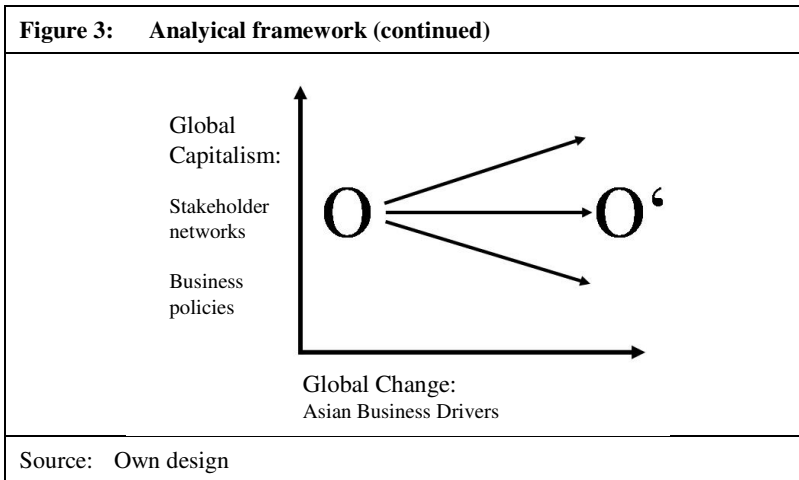 Figure 3: Analyical framework (continued)
Global
Capitalism:
Stakeholder
networks
Business
policies
O
O‘
Global Change:
Asian Business Drivers
Source: Own design